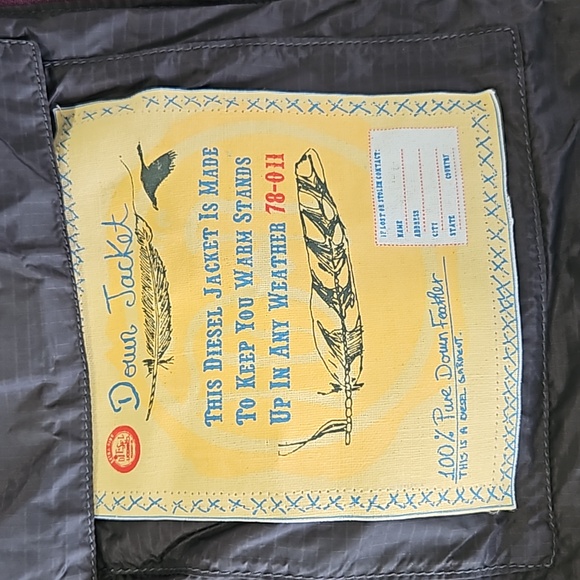 Down Jacket
DIESEL
THIS DIESEL JACKET IS MADE
TO KEEP YOU WARM STANDS
UP IN ANY WEATHER 78-011
IF LOST OR STOLEN CONTACT:
NAME
ADDRESS
CITY
STATE COUNTRY
100% Pure Down Feather
THIS IS A DIESEL GARMENT.